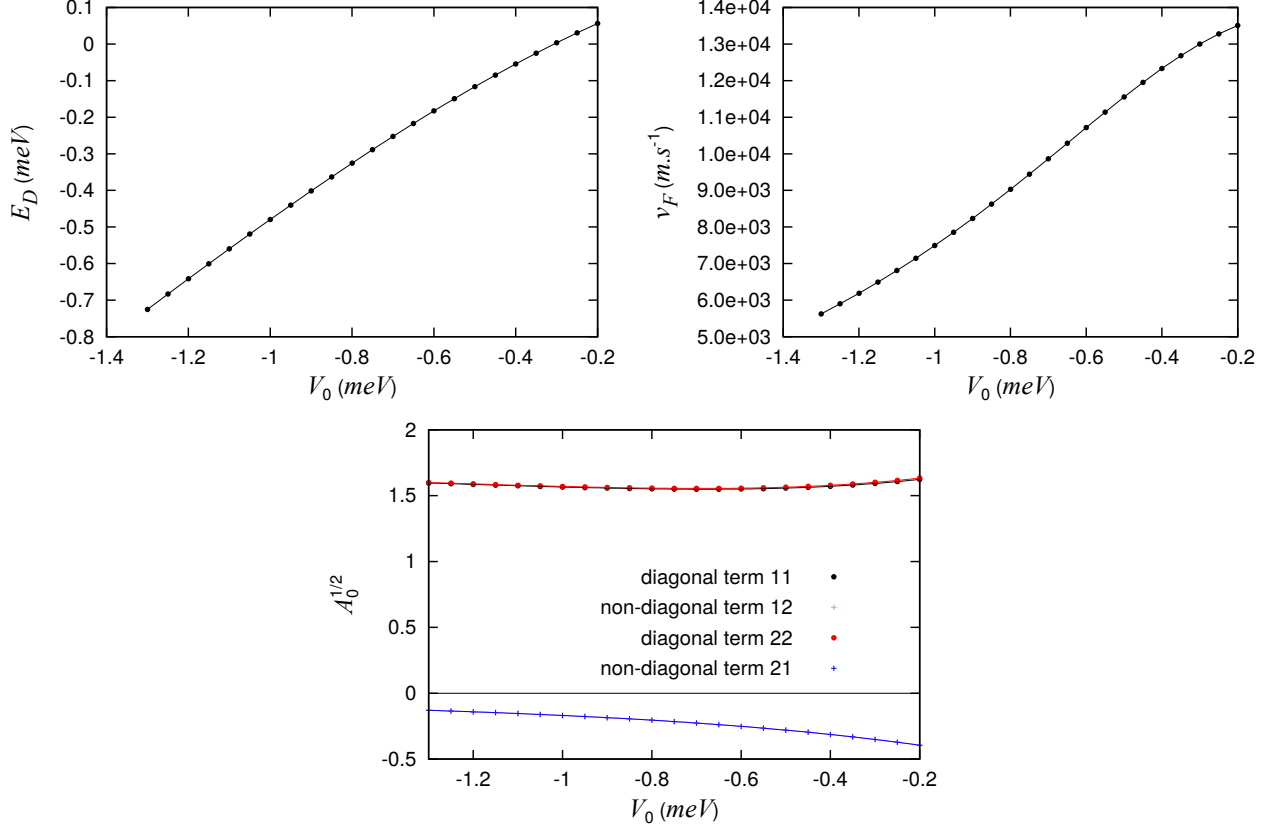 0.1
0
-0.1
-0.2
-0.3
-0.4
-0.5
-0.6
-0.7
-0.8
-1.4 -1.2 -1 -0.8 -0.6 -0.4 -0.2
E_D (meV)
V_0 (meV)
1.4e+04
1.3e+04
1.2e+04
1.1e+04
1.0e+04
9.0e+03
8.0e+03
7.0e+03
6.0e+03
5.0e+03
-1.4 -1.2 -1 -0.8 -0.6 -0.4 -0.2
v_F (m.s^-1)
V_0 (meV)
2
1.5
1
0.5
0
-0.5
-1.2 -1 -0.8 -0.6 -0.4 -0.2
A_0^1/2
V_0 (meV)
diagonal term 11
non-diagonal term 12
diagonal term 22
non-diagonal term 21